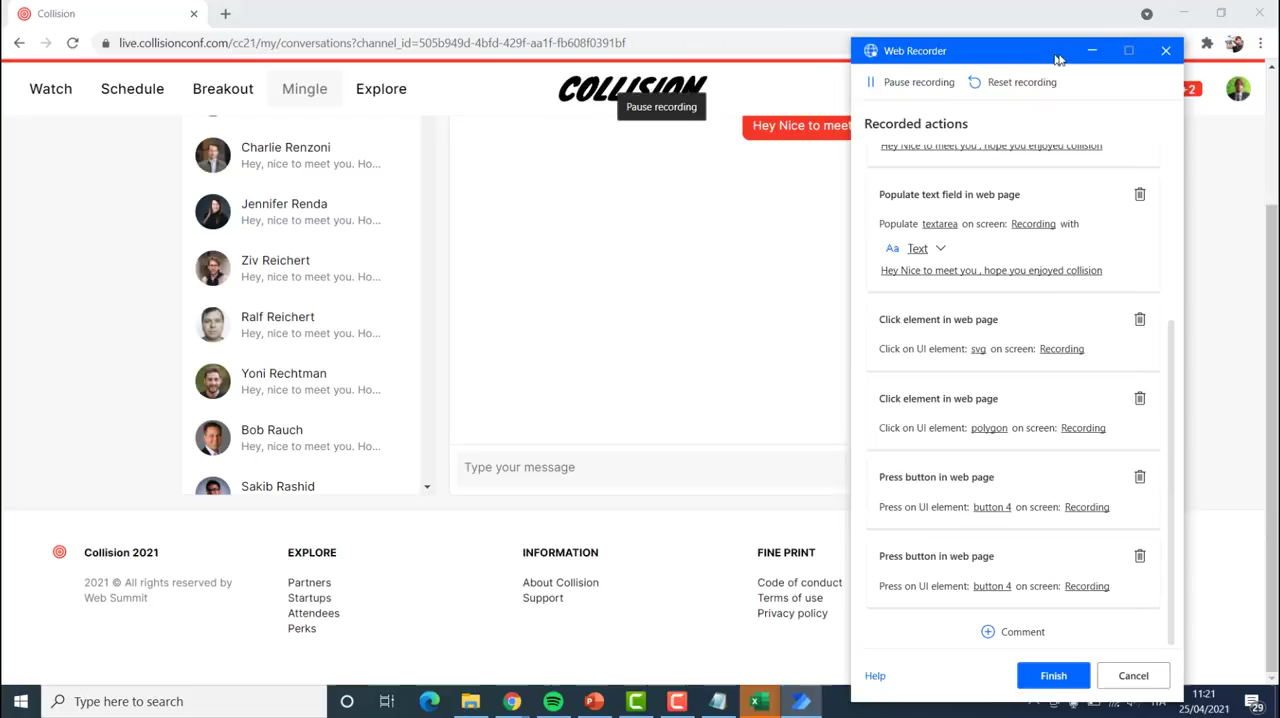 Collision
live.collisionconf.com/cc21/my/conversations?channel_id=505b949d-4bfd-429f-aa1f-fb608f0391bf
Watch
Schedule
Breakout
Mingle
Explore
COLLISION
+2
Pause recording
Hey Nice to meet
Charlie Renzoni
Hey, nice to meet you. Ho...
Jennifer Renda
Hey, nice to meet you. Ho...
Ziv Reichert
Hey, nice to meet you. Ho...
Ralf Reichert
Hey, nice to meet you. Ho...
Yoni Rechtman
Hey, nice to meet you. Ho...
Bob Rauch
Hey, nice to meet you. Ho...
Sakib Rashid
Type your message
Collision 2021
2021 © All rights reserved by
Web Summit
EXPLORE
Partners
Startups
Attendees
Perks
INFORMATION
About Collision
Support
FINE PRINT
Code of conduct
Terms of use
Privacy policy
Web Recorder
Pause recording
Reset recording
Recorded actions
Hey Nice to meet you , hope you enjoyed collision
Populate text field in web page
Populate textarea on screen: Recording with
Aa Text
Hey Nice to meet you , hope you enjoyed collision
Click element in web page
Click on UI element: svg on screen: Recording
Click element in web page
Click on UI element: polygon on screen: Recording
Press button in web page
Press on UI element: button 4 on screen: Recording
Press button in web page
Press on UI element: button 4 on screen: Recording
Comment
Help
Finish
Cancel
Type here to search
11:21
25/04/2021
29